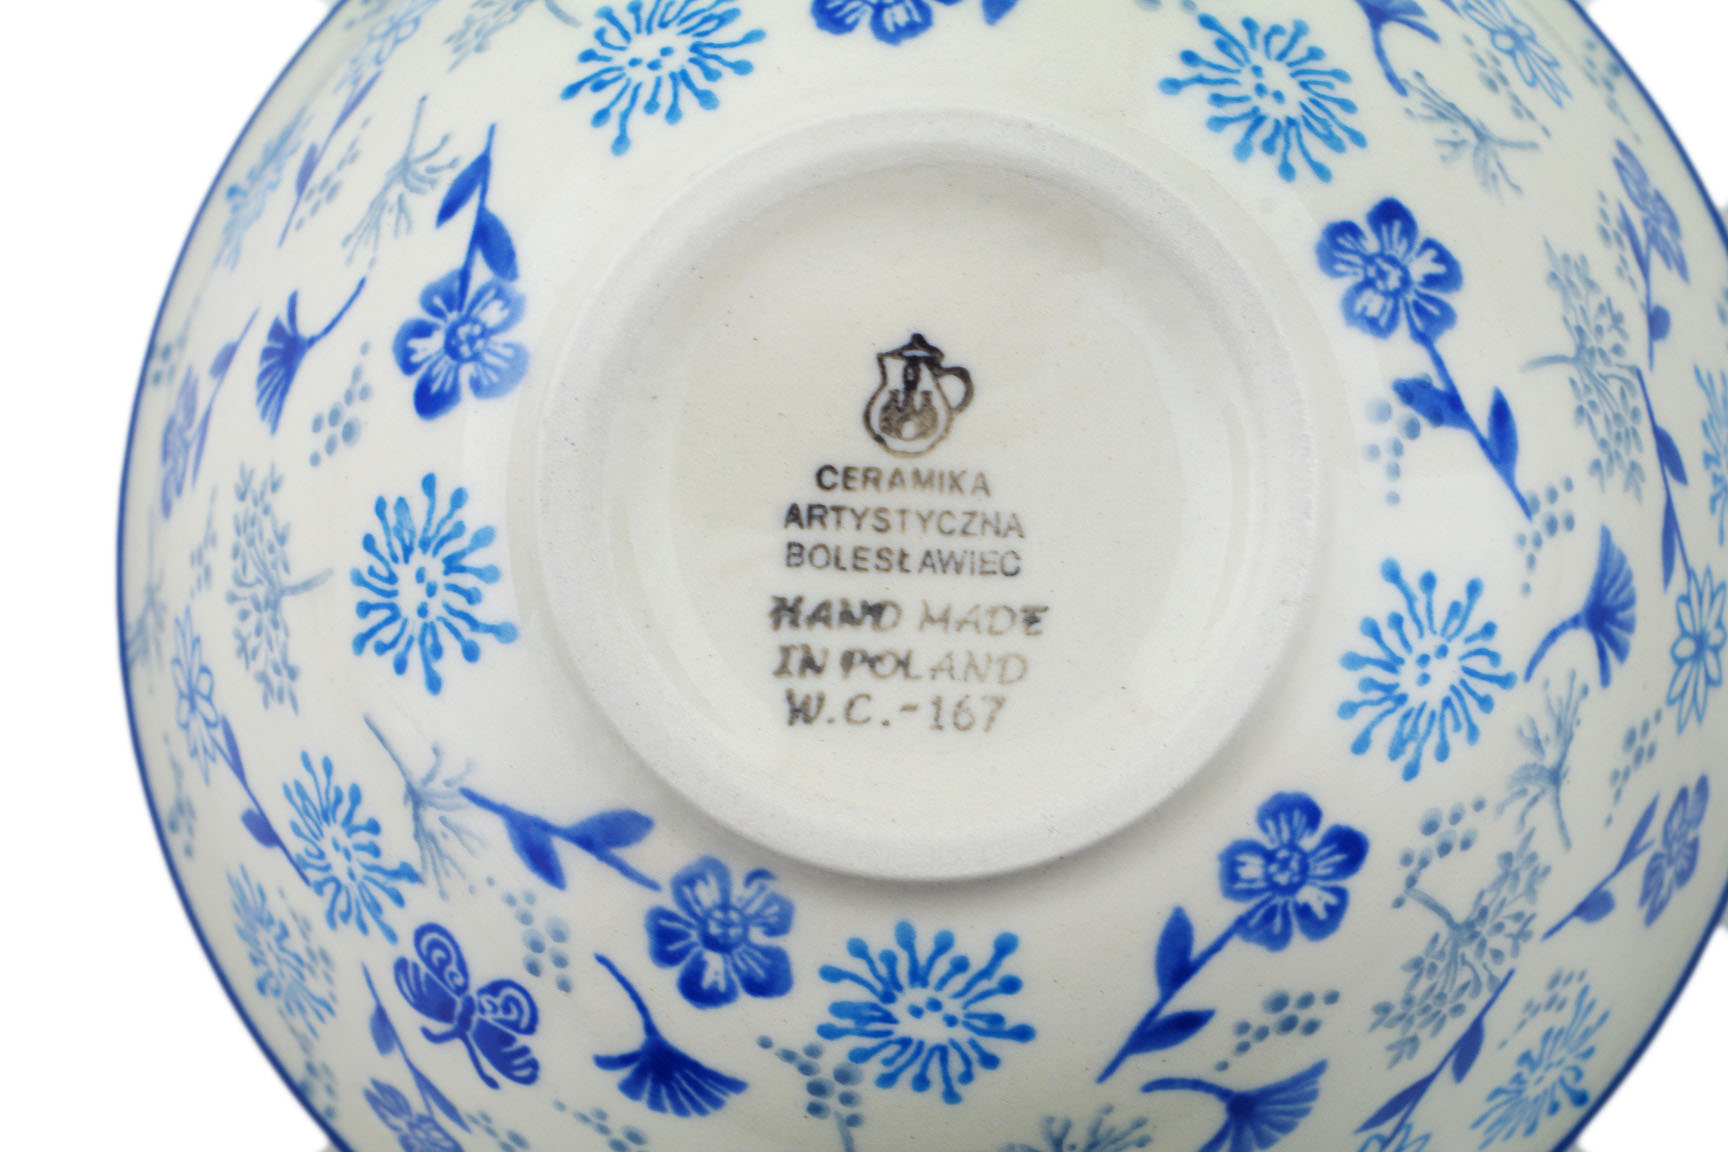 CERAMIKA
ARTYSTYCZNA
BOLESŁAWIEC
HAND MADE
IN POLAND
W.C.-167